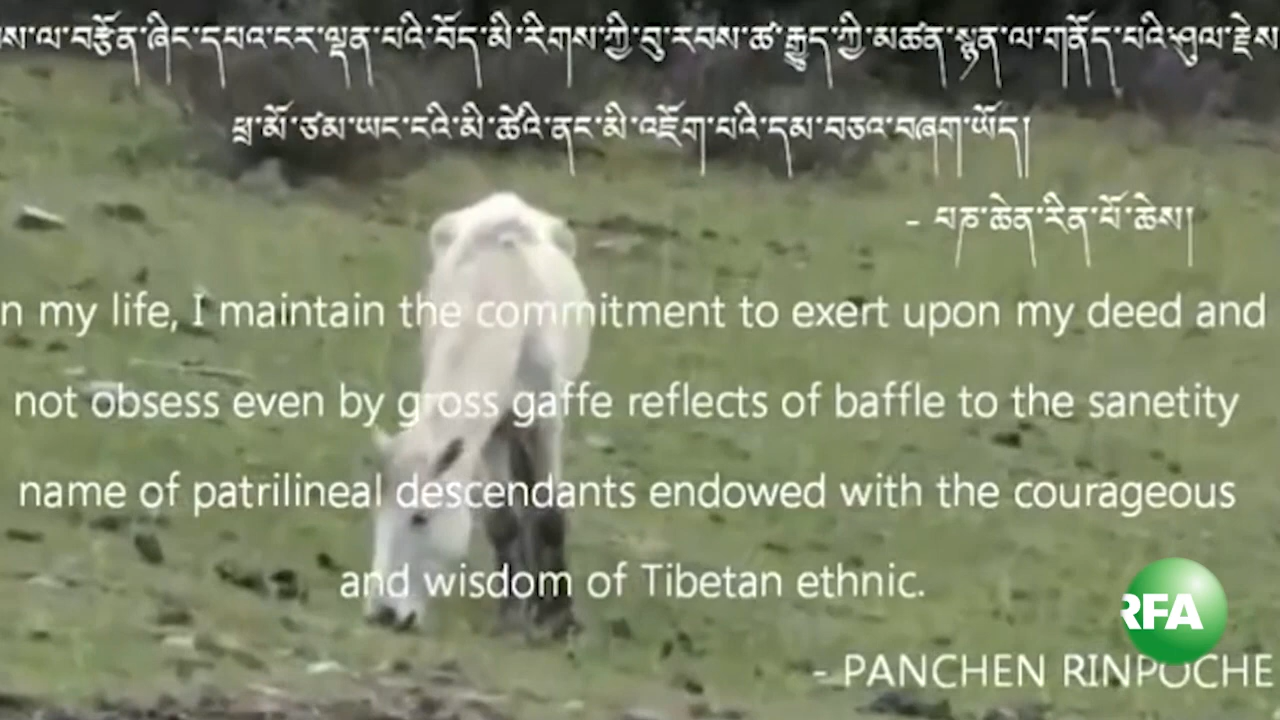 ལ་བརྩོན་ཞིང་དཔའ་ངར་ལྡན་པའི་བོད་མི་རིགས་ཀྱི་བུ་རབས་ཚ་རྒྱུད་ཀྱི་མཚན་སྙན་ལ་གནོད་པའི་ཤུལ་རྗེས
ཕྲ་མོ་ཙམ་ཡང་ངའི་མི་ཚེའི་ནང་མི་འཇོག་པའི་དམ་བཅའ་བཞག་ཡོད།
- པཎ་ཆེན་རིན་པོ་ཆེས།
n my life, I maintain the commitment to exert upon my deed and
not obsess even by gross gaffe reflects of baffle to the sanetity
name of patrilineal descendants endowed with the courageous
and wisdom of Tibetan ethnic.
RFA
- PANCHEN RINPOCHE